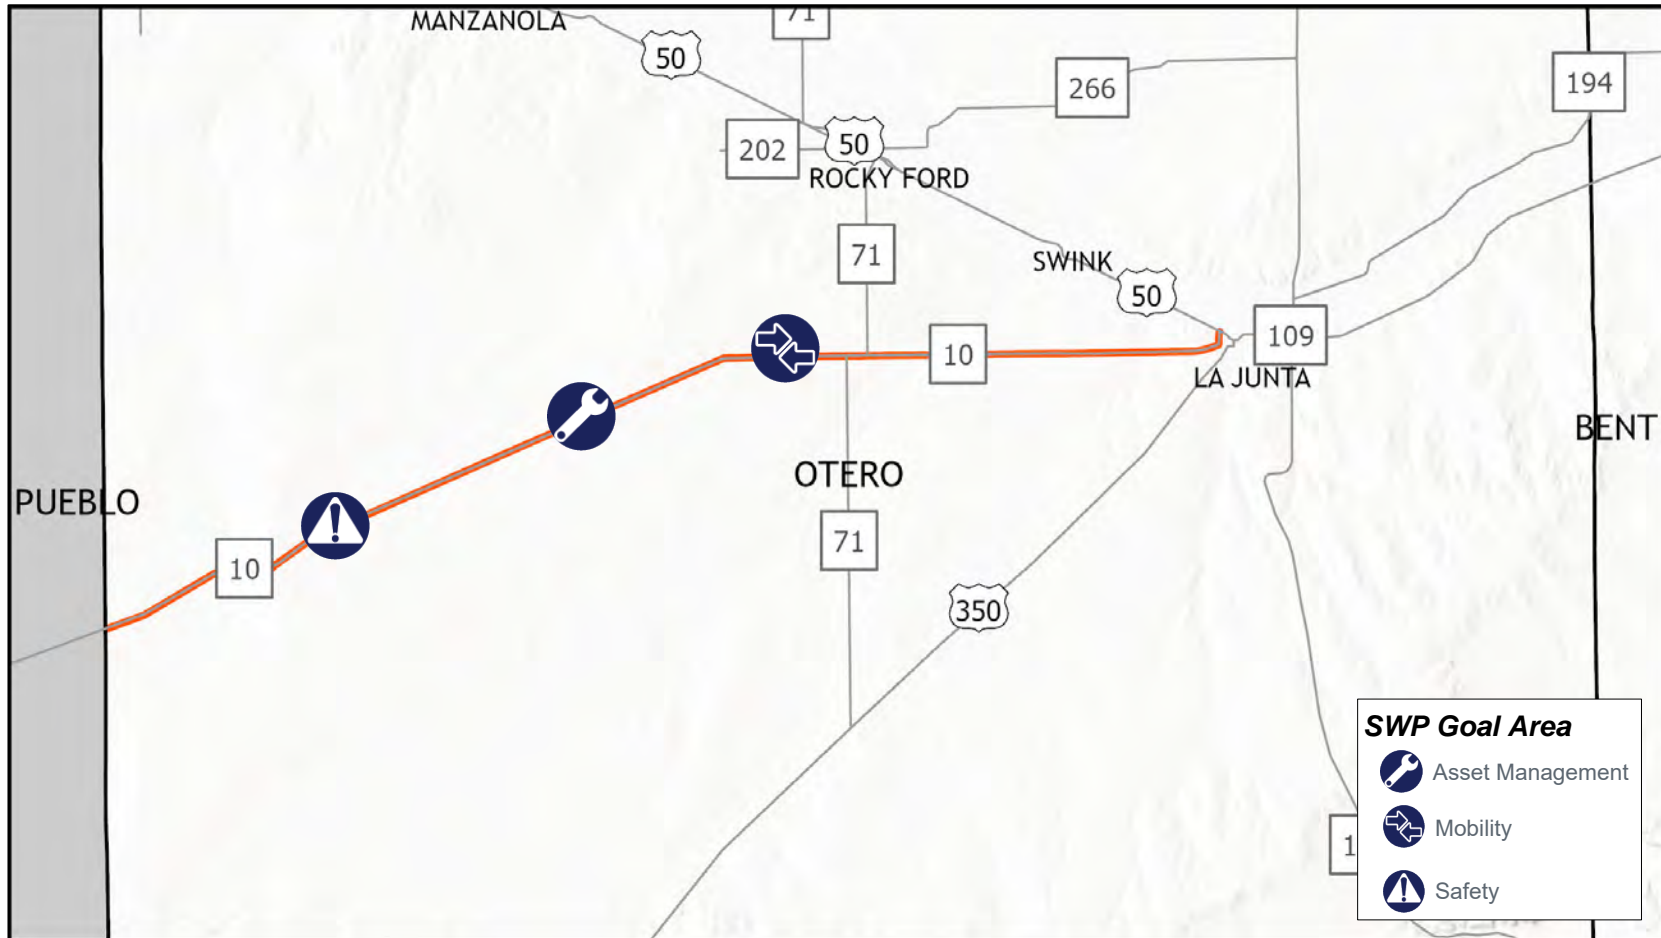 MANZANOLA
71
50
266
194
202
50
ROCKY FORD
71
SWINK
50
10
109
LA JUNTA
BENT
OTERO
PUEBLO
71
10
350
SWP Goal Area
Asset Management
Mobility
1
Safety